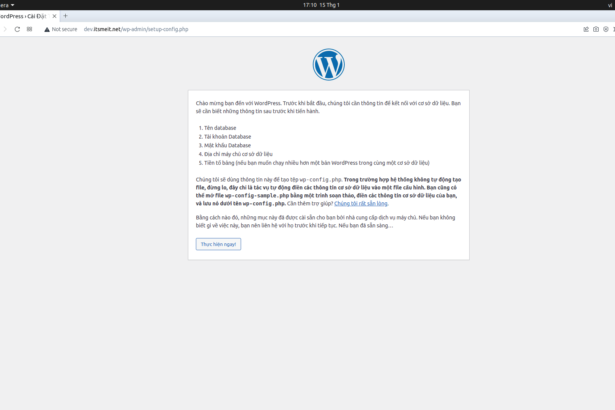 era
17:10 15 Thg 1
vi
ordPress › Cài Đặt
Not secure
dev.itsmeit.net/wp-admin/setup-config.php
Chào mừng bạn đến với WordPress. Trước khi bắt đầu, chúng tôi cần thông tin để kết nối với cơ sở dữ liệu. Bạn
sẽ cần biết những thông tin sau trước khi tiến hành.
1. Tên database
2. Tài khoản Database
3. Mật khẩu Database
4. Địa chỉ máy chủ cơ sở dữ liệu
5. Tiền tố bảng (nếu bạn muốn chạy nhiều hơn một bản WordPress trong cùng một cơ sở dữ liệu)
Chúng tôi sẽ dùng thông tin này để tạo tệp wp-config.php. Trong trường hợp hệ thống không tự động tạo
file, đừng lo, đây chỉ là tác vụ tự động điền các thông tin cơ sở dữ liệu vào một file cấu hình. Bạn cũng có
thể mở file wp-config-sample.php bằng một trình soạn thảo, điền các thông tin cơ sở dữ liệu của bạn,
và lưu nó dưới tên wp-config.php. Cần thêm trợ giúp? Chúng tôi rất sẵn lòng.
Bằng cách nào đó, những mục này đã được cài sẵn cho bạn bởi nhà cung cấp dịch vụ máy chủ. Nếu bạn không
biết gì về việc này, bạn nên liên hệ với họ trước khi tiếp tục. Nếu bạn đã sẵn sàng…
Thực hiện ngay!